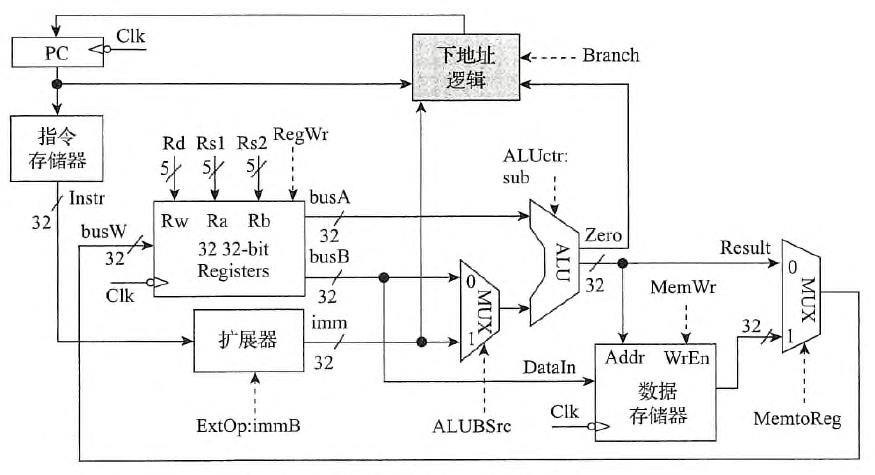 PC
Clk
下地址
逻辑
Branch
指令
存储器
Rd
Rs1
Rs2
RegWr
5
5
5
ALUctr:
sub
Instr
32
busW
32
Rw
Ra
Rb
32 32-bit
Registers
busA
32
busB
32
Clk
0
MUX
1
ALU
Zero
32
Result
0
MUX
1
MemWr
32
扩展器
imm
32
Addr
WrEn
数据
存储器
DataIn
Clk
ExtOp:immB
ALUBSrc
MemtoReg